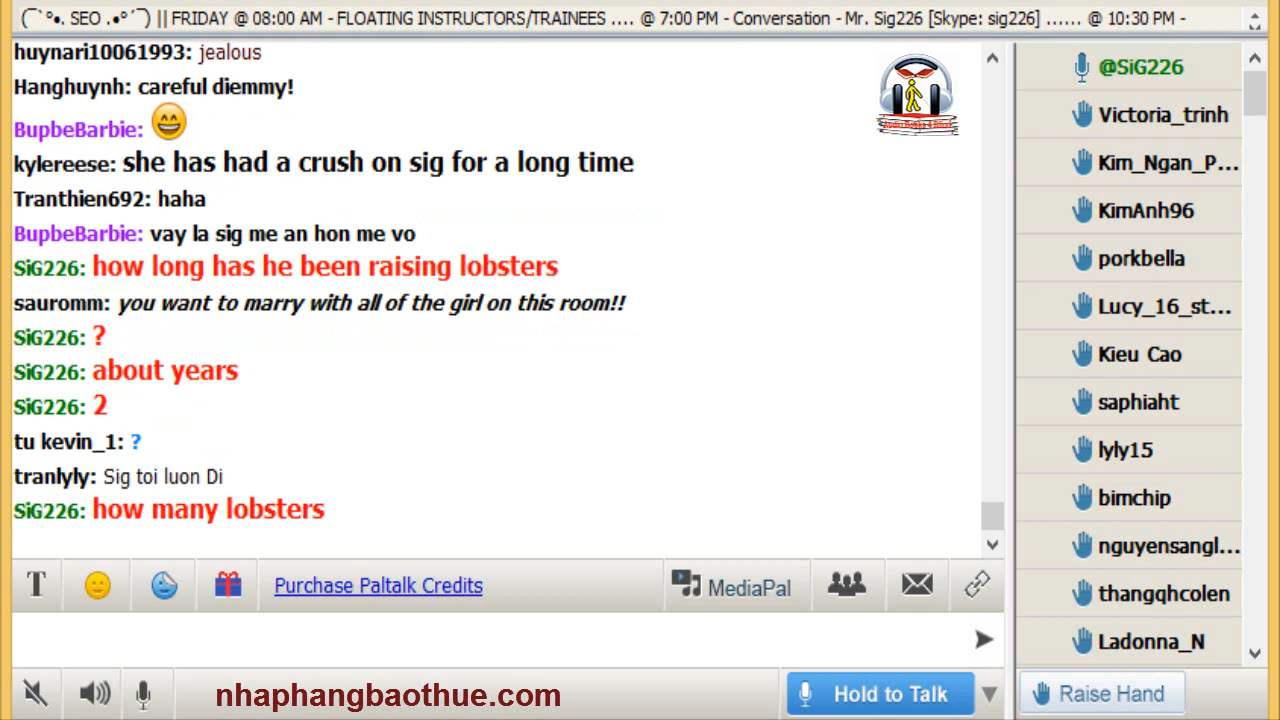 (¯`°•. SEO .•°´¯) || FRIDAY @ 08:00 AM - FLOATING INSTRUCTORS/TRAINEES .... @ 7:00 PM - Conversation - Mr. Sig226 [Skype: sig226] ...... @ 10:30 PM -
huynari10061993: jealous
Hanghuynh: careful diemmy!
BupbeBarbie:
kylereese: she has had a crush on sig for a long time
Tranthien692: haha
BupbeBarbie: vay la sig me an hon me vo
SiG226: how long has he been raising lobsters
sauromm: you want to marry with all of the girl on this room!!
SiG226: ?
SiG226: about years
SiG226: 2
tu kevin_1: ?
tranlyly: Sig toi luon Di
SiG226: how many lobsters
T
Purchase Paltalk Credits
MediaPal
nhaphangbaothue.com
Hold to Talk
@SiG226
Victoria_trinh
Kim_Ngan_P...
KimAnh96
porkbella
Lucy_16_st...
Kieu Cao
saphiaht
lyly15
bimchip
nguyensangl...
thangqhcolen
Ladonna_N
Raise Hand